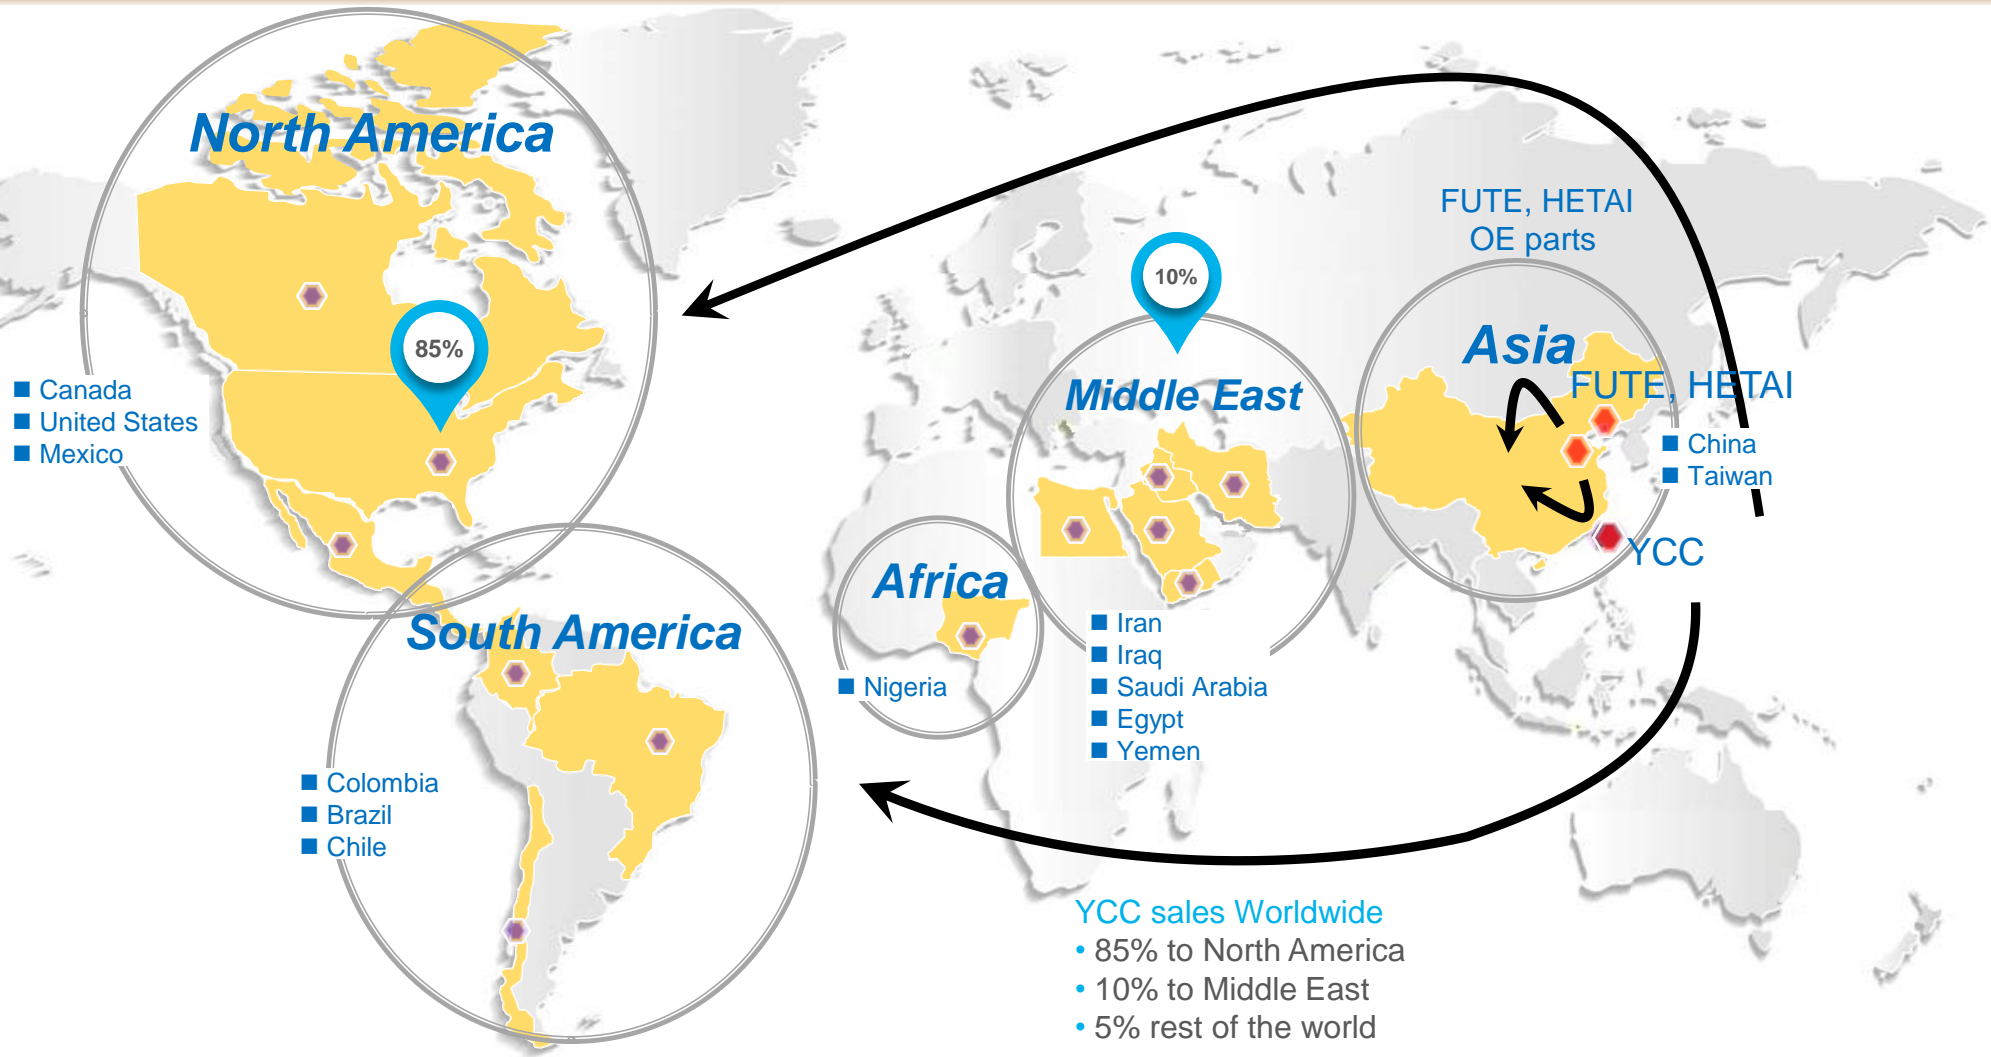 North America
85%
■ Canada
■ United States
■ Mexico
South America
■ Colombia
■ Brazil
■ Chile
Africa
■ Nigeria
10%
Middle East
■ Iran
■ Iraq
■ Saudi Arabia
■ Egypt
■ Yemen
FUTE, HETAI
OE parts
Asia
FUTE, HETAI
■ China
■ Taiwan
YCC
YCC sales Worldwide
• 85% to North America
• 10% to Middle East
• 5% rest of the world